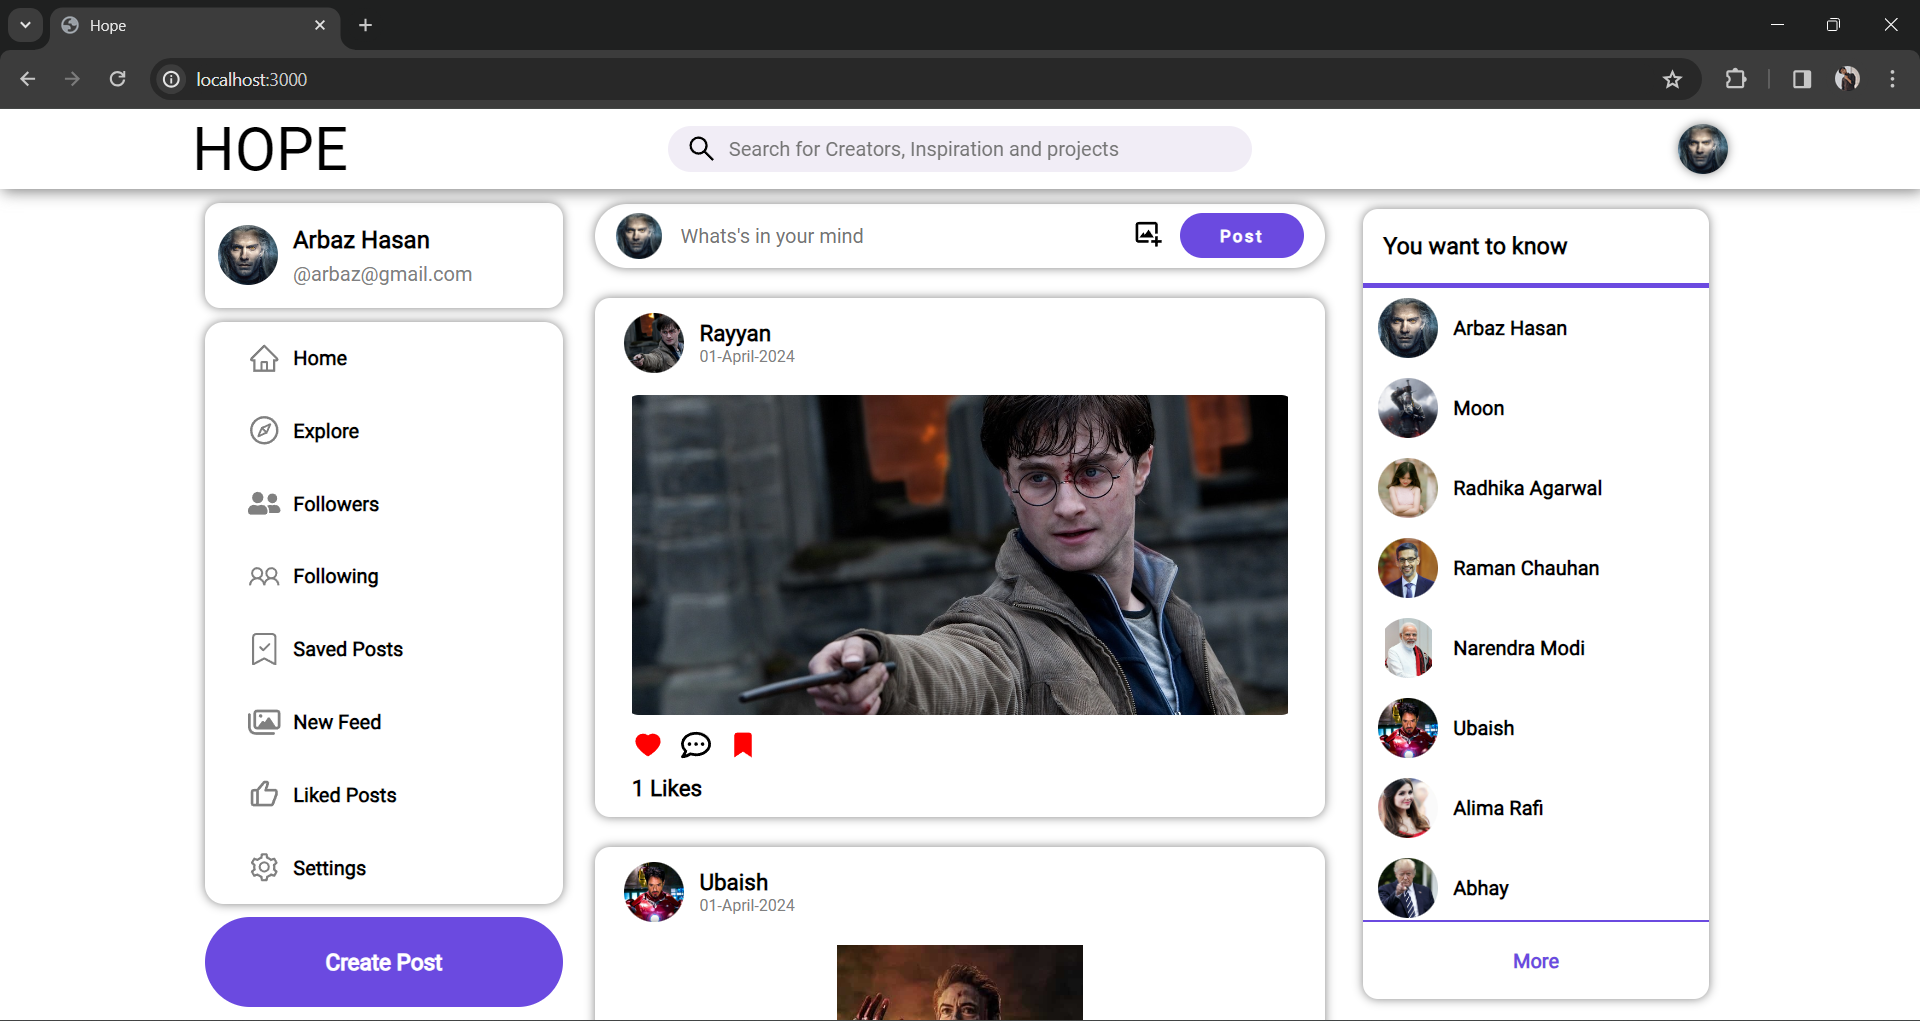 Hope
localhost:3000
HOPE
Search for Creators, Inspiration and projects
Arbaz Hasan
@arbaz@gmail.com
Home
Explore
Followers
Following
Saved Posts
New Feed
Liked Posts
Settings
Create Post
Whats's in your mind
Post
Rayyan
01-April-2024
1 Likes
Ubaish
01-April-2024
You want to know
Arbaz Hasan
Moon
Radhika Agarwal
Raman Chauhan
Narendra Modi
Ubaish
Alima Rafi
Abhay
More